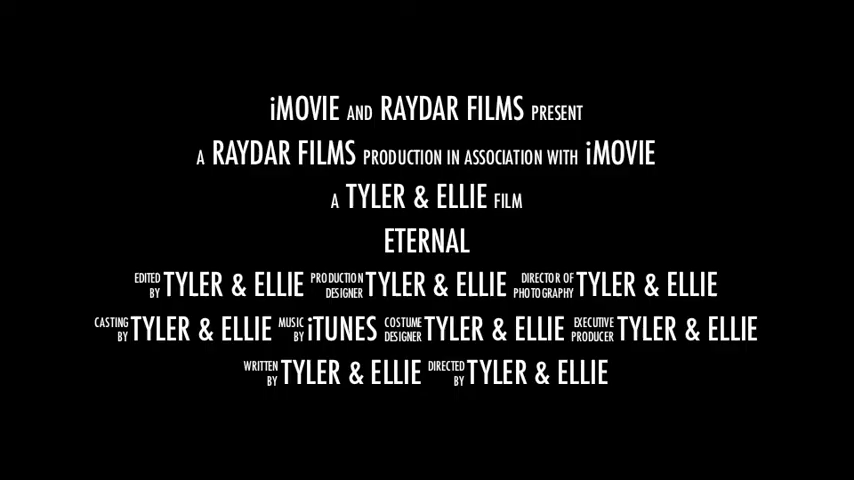 iMOVIE AND RAYDAR FILMS PRESENT
A RAYDAR FILMS PRODUCTION IN ASSOCIATION WITH iMOVIE
A TYLER & ELLIE FILM
ETERNAL
EDITED BY TYLER & ELLIE PRODUCTION DESIGNER TYLER & ELLIE DIRECTOR OF PHOTOGRAPHY TYLER & ELLIE
CASTING BY TYLER & ELLIE MUSIC BY iTUNES COSTUME DESIGNER TYLER & ELLIE EXECUTIVE PRODUCER TYLER & ELLIE
WRITTEN BY TYLER & ELLIE DIRECTED BY TYLER & ELLIE